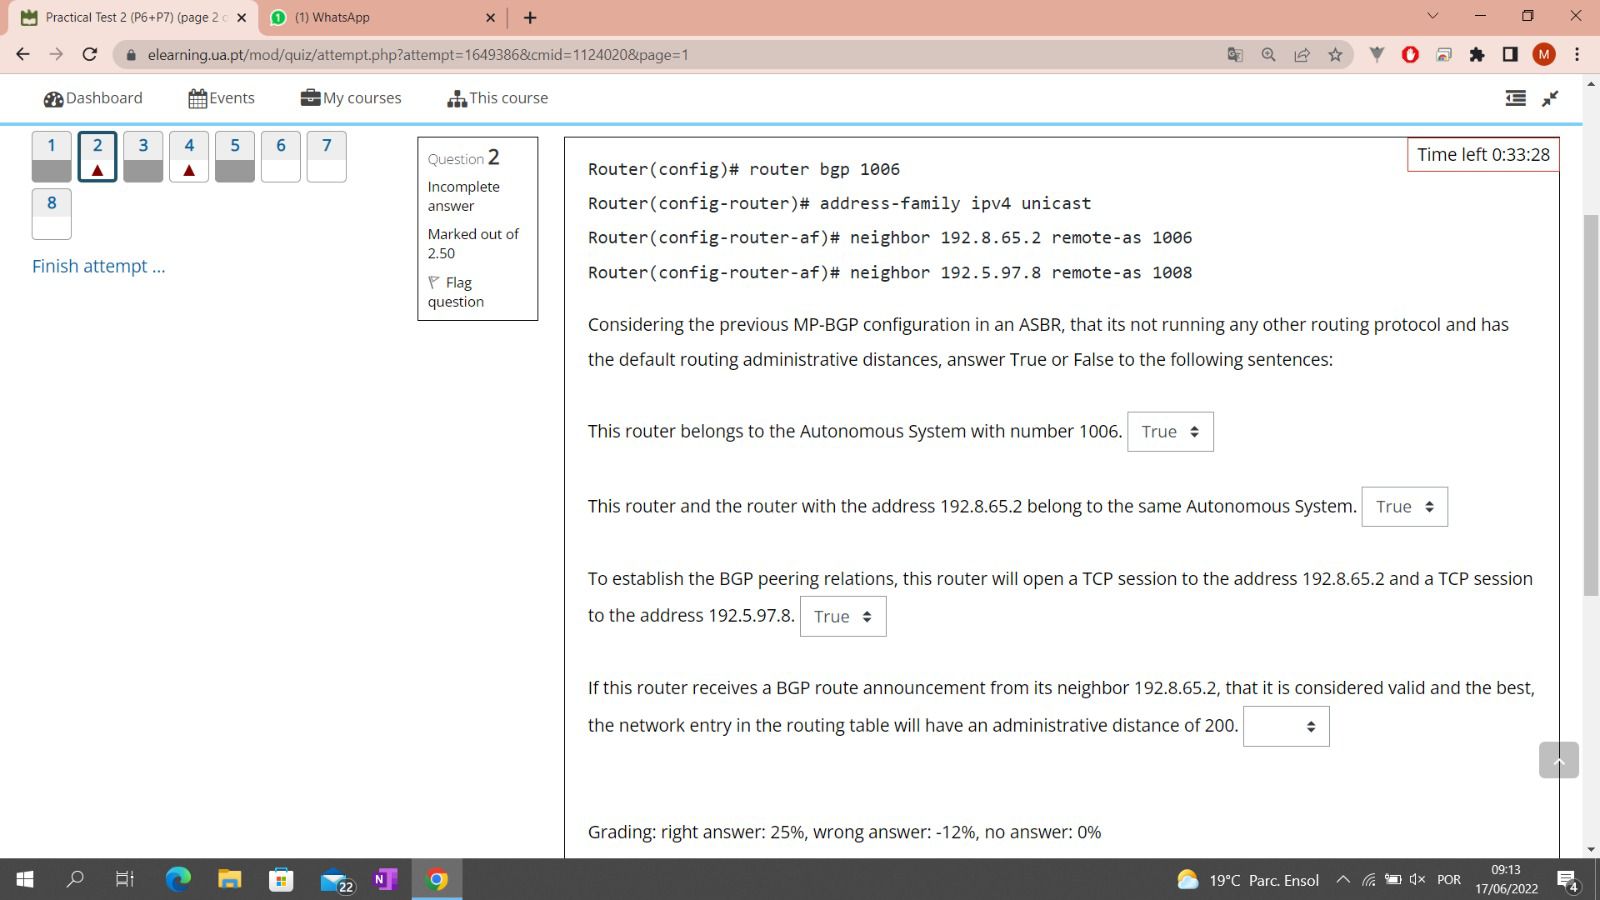 Practical Test 2 (P6+P7) (page 2 o
(1) WhatsApp
elearning.ua.pt/mod/quiz/attempt.php?attempt=1649386&cmid=1124020&page=1
M
Dashboard
Events
My courses
This course
1 2 3 4 5 6 7
8
Finish attempt ...
Question 2
Incomplete
answer
Marked out of
2.50
Flag
question
Time left 0:33:28
Router(config)# router bgp 1006
Router(config-router)# address-family ipv4 unicast
Router(config-router-af)# neighbor 192.8.65.2 remote-as 1006
Router(config-router-af)# neighbor 192.5.97.8 remote-as 1008
Considering the previous MP-BGP configuration in an ASBR, that its not running any other routing protocol and has
the default routing administrative distances, answer True or False to the following sentences:
This router belongs to the Autonomous System with number 1006. True
This router and the router with the address 192.8.65.2 belong to the same Autonomous System. True
To establish the BGP peering relations, this router will open a TCP session to the address 192.8.65.2 and a TCP session
to the address 192.5.97.8. True
If this router receives a BGP route announcement from its neighbor 192.8.65.2, that it is considered valid and the best,
the network entry in the routing table will have an administrative distance of 200.
Grading: right answer: 25%, wrong answer: -12%, no answer: 0%
22
N
19°C Parc. Ensol
POR
09:13
17/06/2022
4